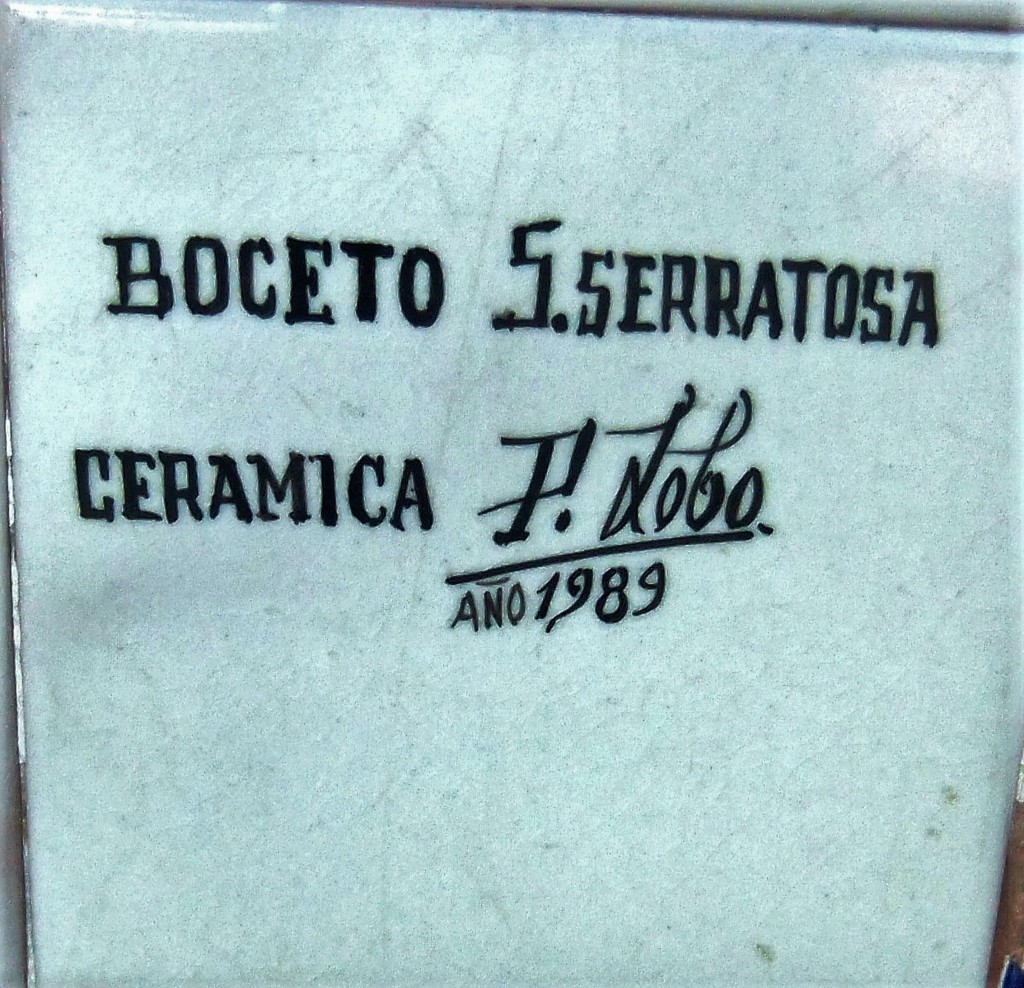 BOCETO S. SERRATOSA
CERAMICA F. Lobo.
AÑO 1989